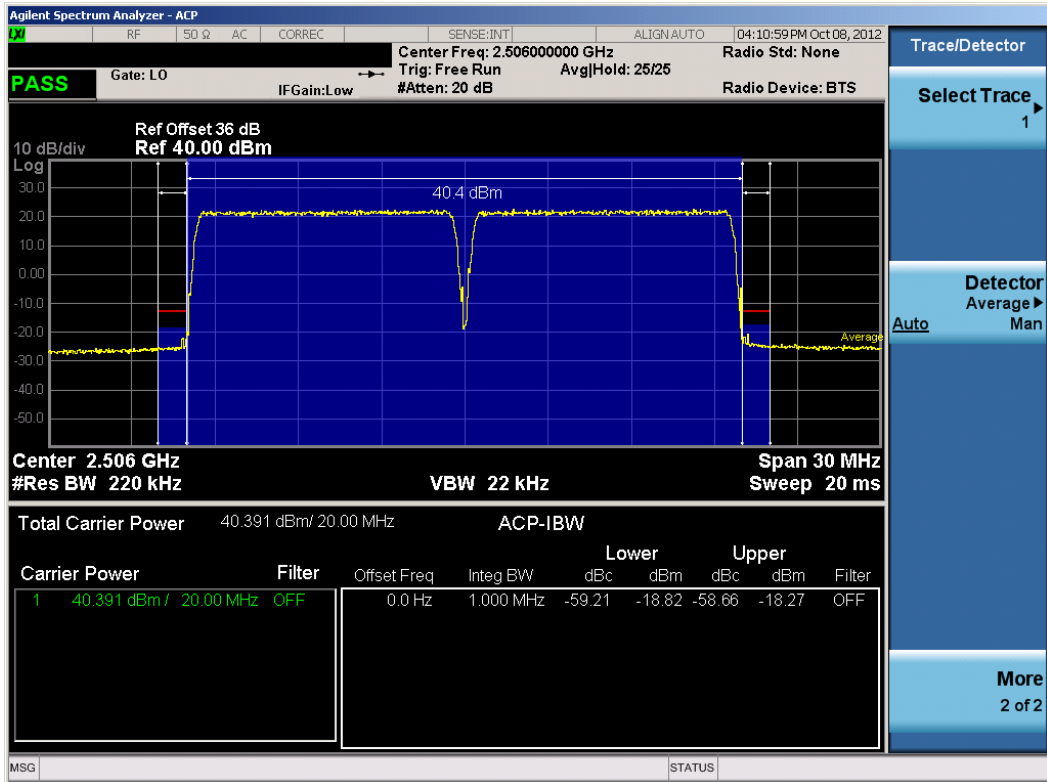 Agilent Spectrum Analyzer - ACP
LXI RF 50 Ω AC CORREC SENSE:INT ALIGN AUTO 04:10:59 PM Oct 08, 2012
Center Freq: 2.506000000 GHz Radio Std: None
PASS Gate: LO Trig: Free Run Avg|Hold: 25/25
IFGain:Low #Atten: 20 dB Radio Device: BTS
Ref Offset 36 dB
10 dB/div Ref 40.00 dBm
Log
30.0
40.4 dBm
20.0
10.0
0.00
-10.0
-20.0
Average
-30.0
-40.0
-50.0
Center 2.506 GHz Span 30 MHz
#Res BW 220 kHz VBW 22 kHz Sweep 20 ms
Total Carrier Power 40.391 dBm/ 20.00 MHz ACP-IBW
Lower Upper
Carrier Power Filter Offset Freq Integ BW dBc dBm dBc dBm Filter
1 40.391 dBm / 20.00 MHz OFF 0.0 Hz 1.000 MHz -59.21 -18.82 -58.66 -18.27 OFF
MSG STATUS
Trace/Detector
Select Trace
1
Detector
Average
Auto Man
More
2 of 2